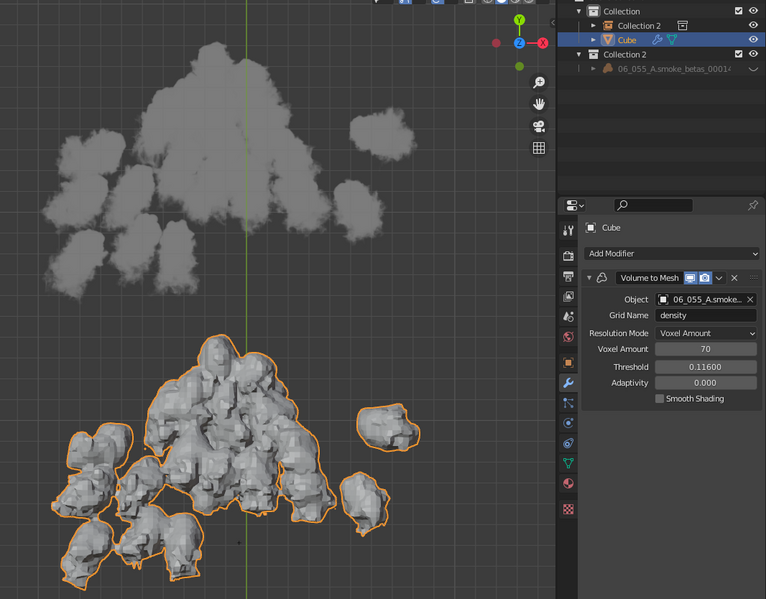 Y
Z
X
Collection
Collection 2
Cube
Collection 2
06_055_A.smoke_betas_00014
Cube
Add Modifier
Volume to Mesh
Object 06_055_A.smoke...
Grid Name density
Resolution Mode Voxel Amount
Voxel Amount 70
Threshold 0.11600
Adaptivity 0.000
Smooth Shading